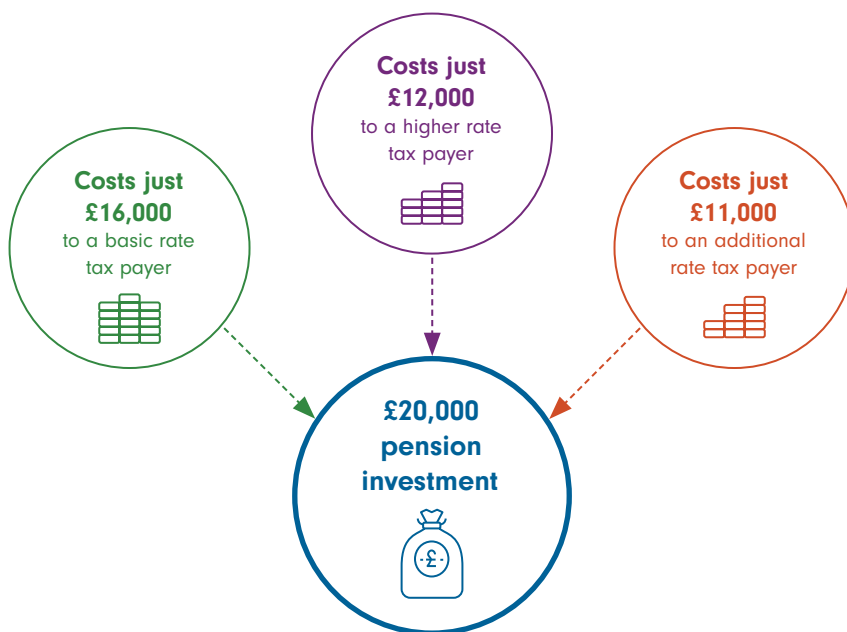 Costs just
£12,000
to a higher rate
tax payer
Costs just
£16,000
to a basic rate
tax payer
Costs just
£11,000
to an additional
rate tax payer
£20,000
pension
investment
£